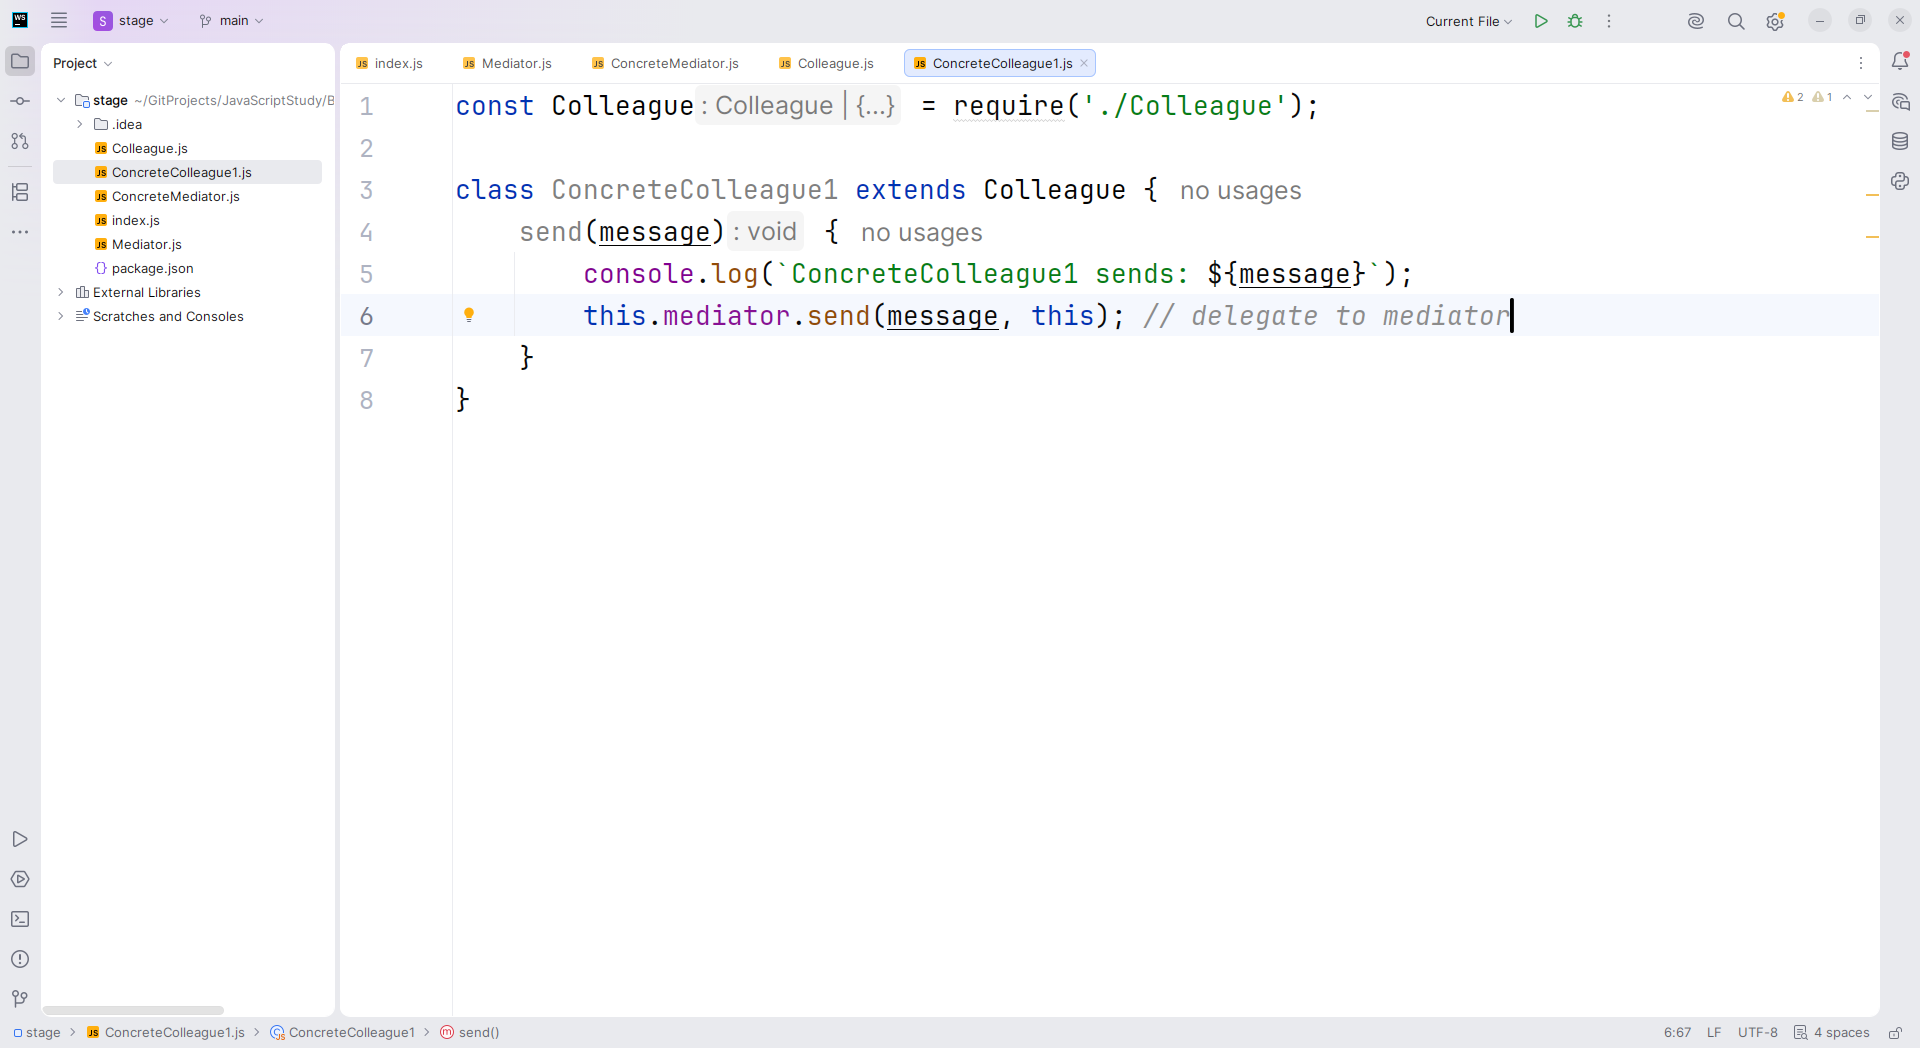 WS
S stage main Current File
Project
index.js Mediator.js ConcreteMediator.js Colleague.js ConcreteColleague1.js
stage ~/GitProjects/JavaScriptStudy/B
.idea
Colleague.js
ConcreteColleague1.js
ConcreteMediator.js
index.js
Mediator.js
package.json
External Libraries
Scratches and Consoles
1 const Colleague : Colleague | {...} = require('./Colleague');
2
3 class ConcreteColleague1 extends Colleague { no usages
4 send(message) : void { no usages
5 console.log(`ConcreteColleague1 sends: ${message}`);
6 this.mediator.send(message, this); // delegate to mediator
7 }
8 }
2 1
stage > ConcreteColleague1.js > ConcreteColleague1 > send()
6:67 LF UTF-8 4 spaces